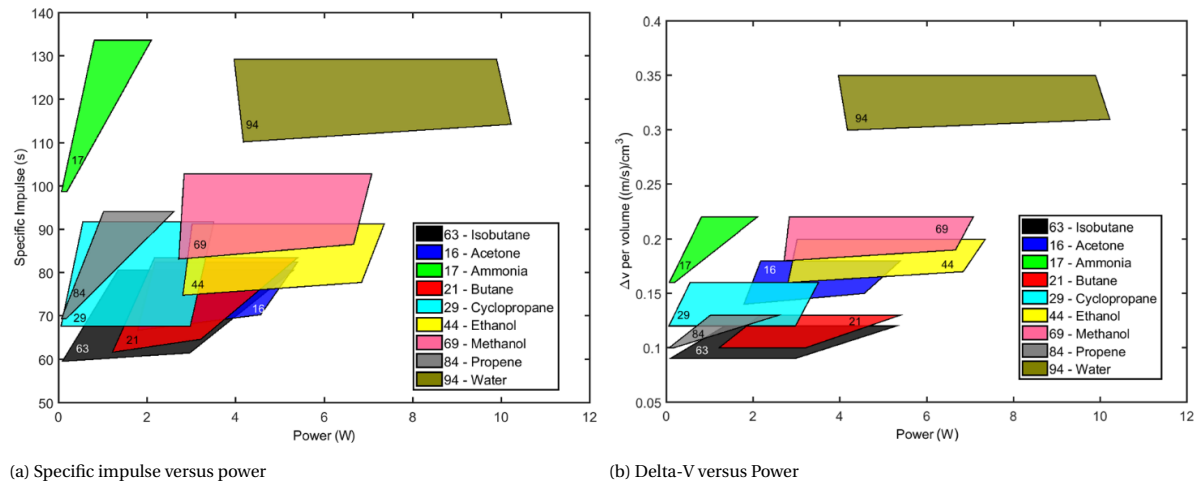 140
130
120
110
100
90
80
70
60
50
Specific Impulse (s)
94
17
69
84
44
29
16
63
21
63 - Isobutane
16 - Acetone
17 - Ammonia
21 - Butane
29 - Cyclopropane
44 - Ethanol
69 - Methanol
84 - Propene
94 - Water
0 2 4 6 8 10 12
Power (W)
(a) Specific impulse versus power
0.4
0.35
0.3
0.25
0.2
0.15
0.1
0.05
Δv per volume ((m/s)/cm³)
94
69
17
16
44
29
21
84
63
63 - Isobutane
16 - Acetone
17 - Ammonia
21 - Butane
29 - Cyclopropane
44 - Ethanol
69 - Methanol
84 - Propene
94 - Water
0 2 4 6 8 10 12
Power (W)
(b) Delta-V versus Power